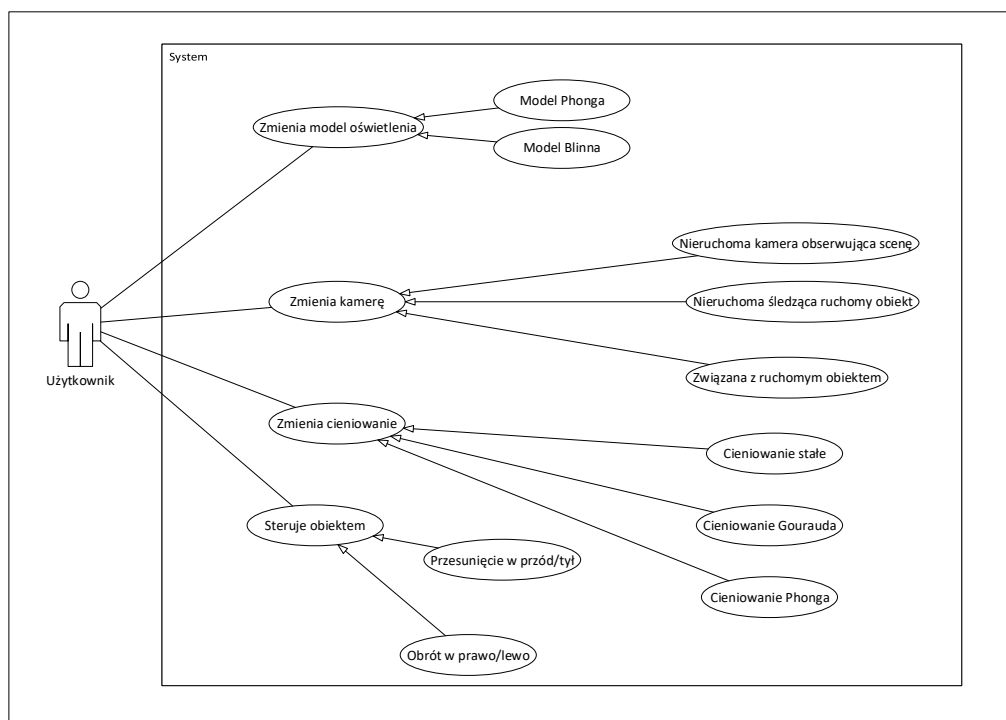 System
Model Phonga
Zmienia model oświetlenia
Model Blinna
Nieruchoma kamera obserwująca scenę
Zmienia kamerę
Nieruchoma śledząca ruchomy obiekt
Związana z ruchomym obiektem
Użytkownik
Zmienia cieniowanie
Cieniowanie stałe
Steruje obiektem
Cieniowanie Gourauda
Przesunięcie w przód/tył
Cieniowanie Phonga
Obrót w prawo/lewo